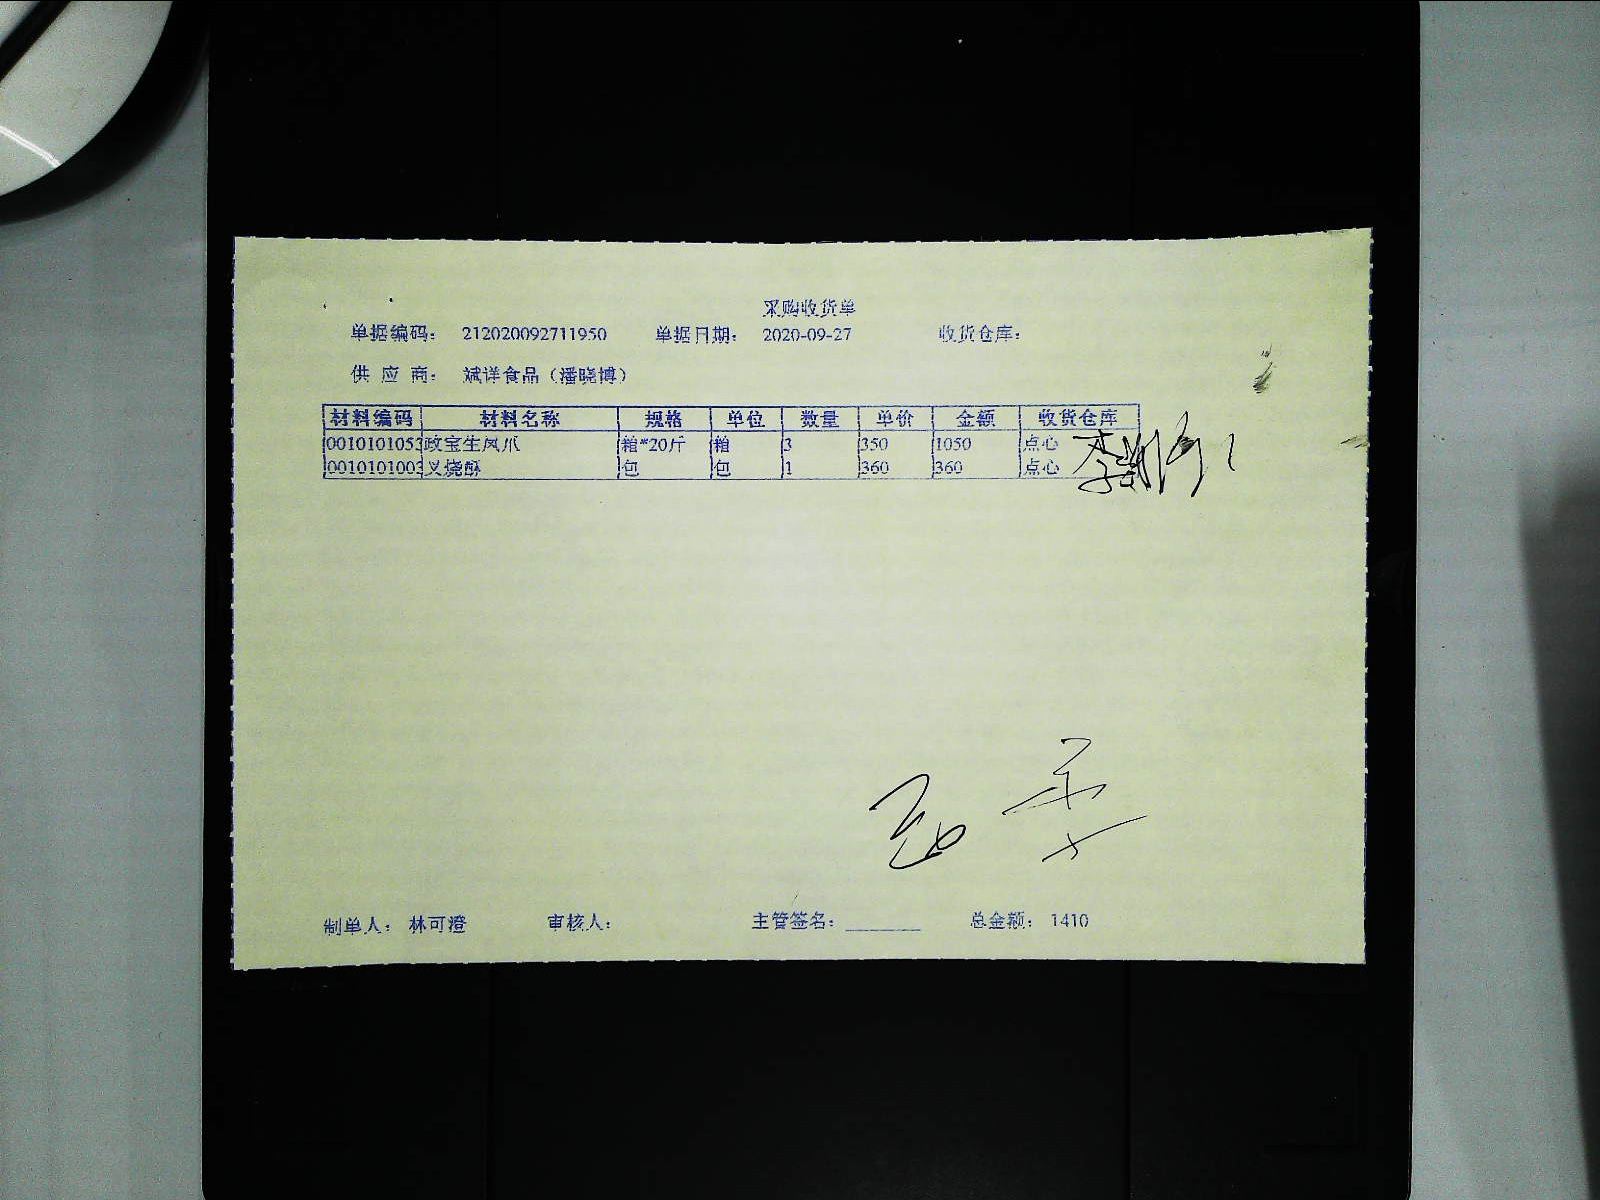 采购收货单
单据编码： 212020092711950 单据日期： 2020-09-27 收货仓库：
供 应 商： 斌详食品（潘晓博）
材料编码 材料名称 规格 单位 数量 单价 金额 收货仓库
0010101053 政宝生凤爪 箱*20斤 箱 3 350 1050 点心
0010101003 叉烧酥 包 包 1 360 360 点心
制单人： 林可澄 审核人： 主管签名： 总金额： 1410